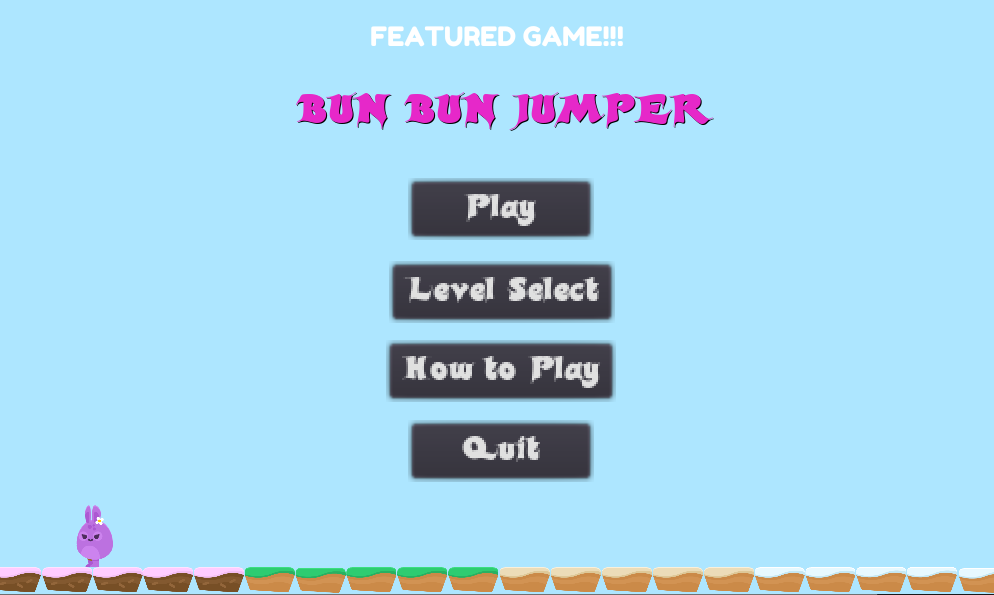 FEATURED GAME!!!
BUN BUN JUMPER
Play
Level Select
How to Play
Quit